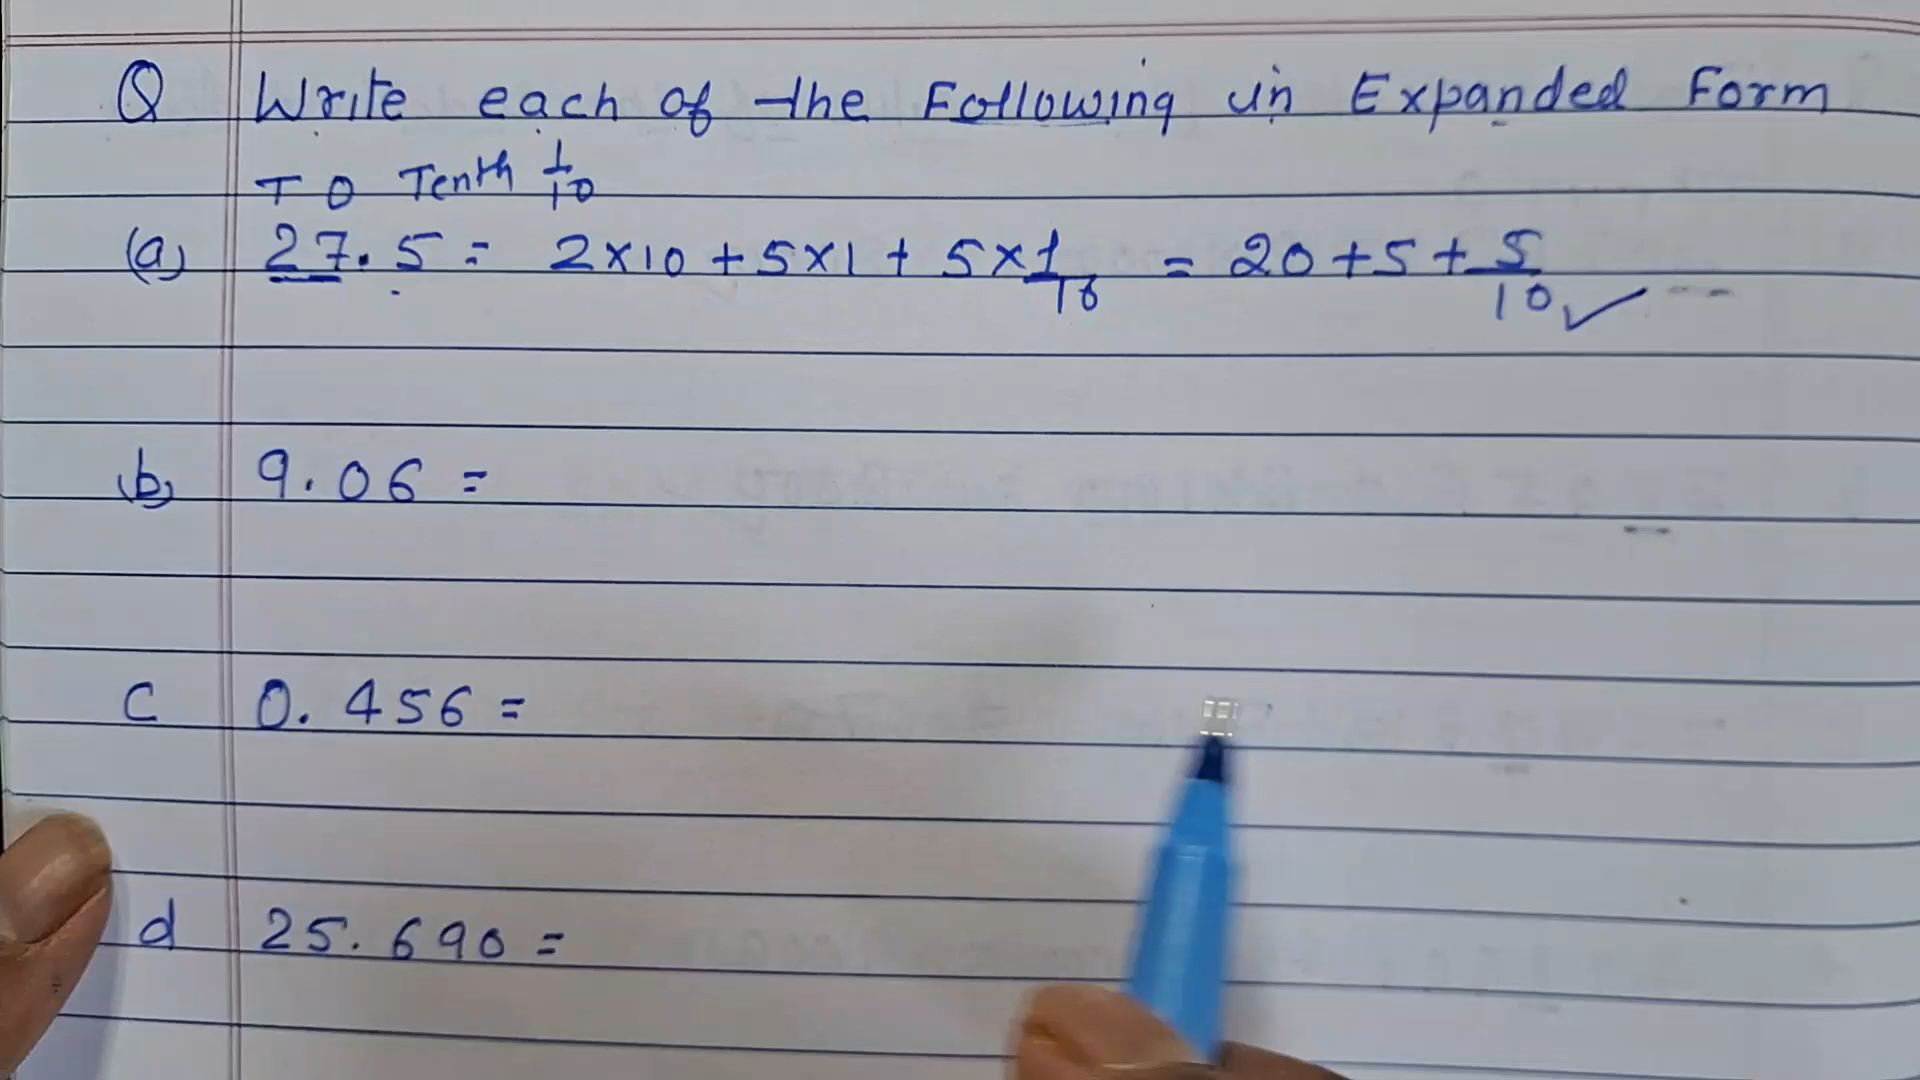 Q Write each of the Following in Expanded Form
T O Tenth 1/10
(a) 27.5 = 2×10 + 5×1 + 5×1/10 = 20+5+5/10 ✓
(b) 9.06 =
C 0.456 =
d 25.690 =